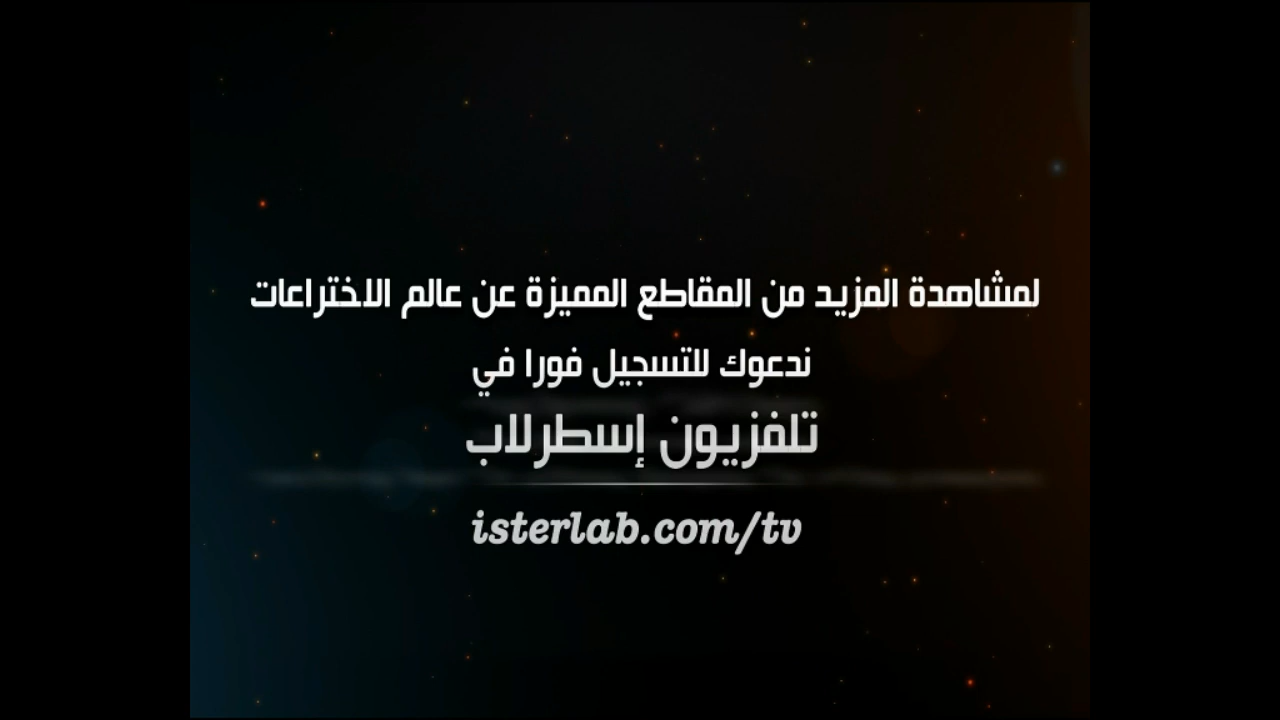 لمشاهدة المزيد من المقاطع المميزة عن عالم الاختراعات
ندعوك للتسجيل فورا في
تلفزيون إسطرلاب
isterlab.com/tv